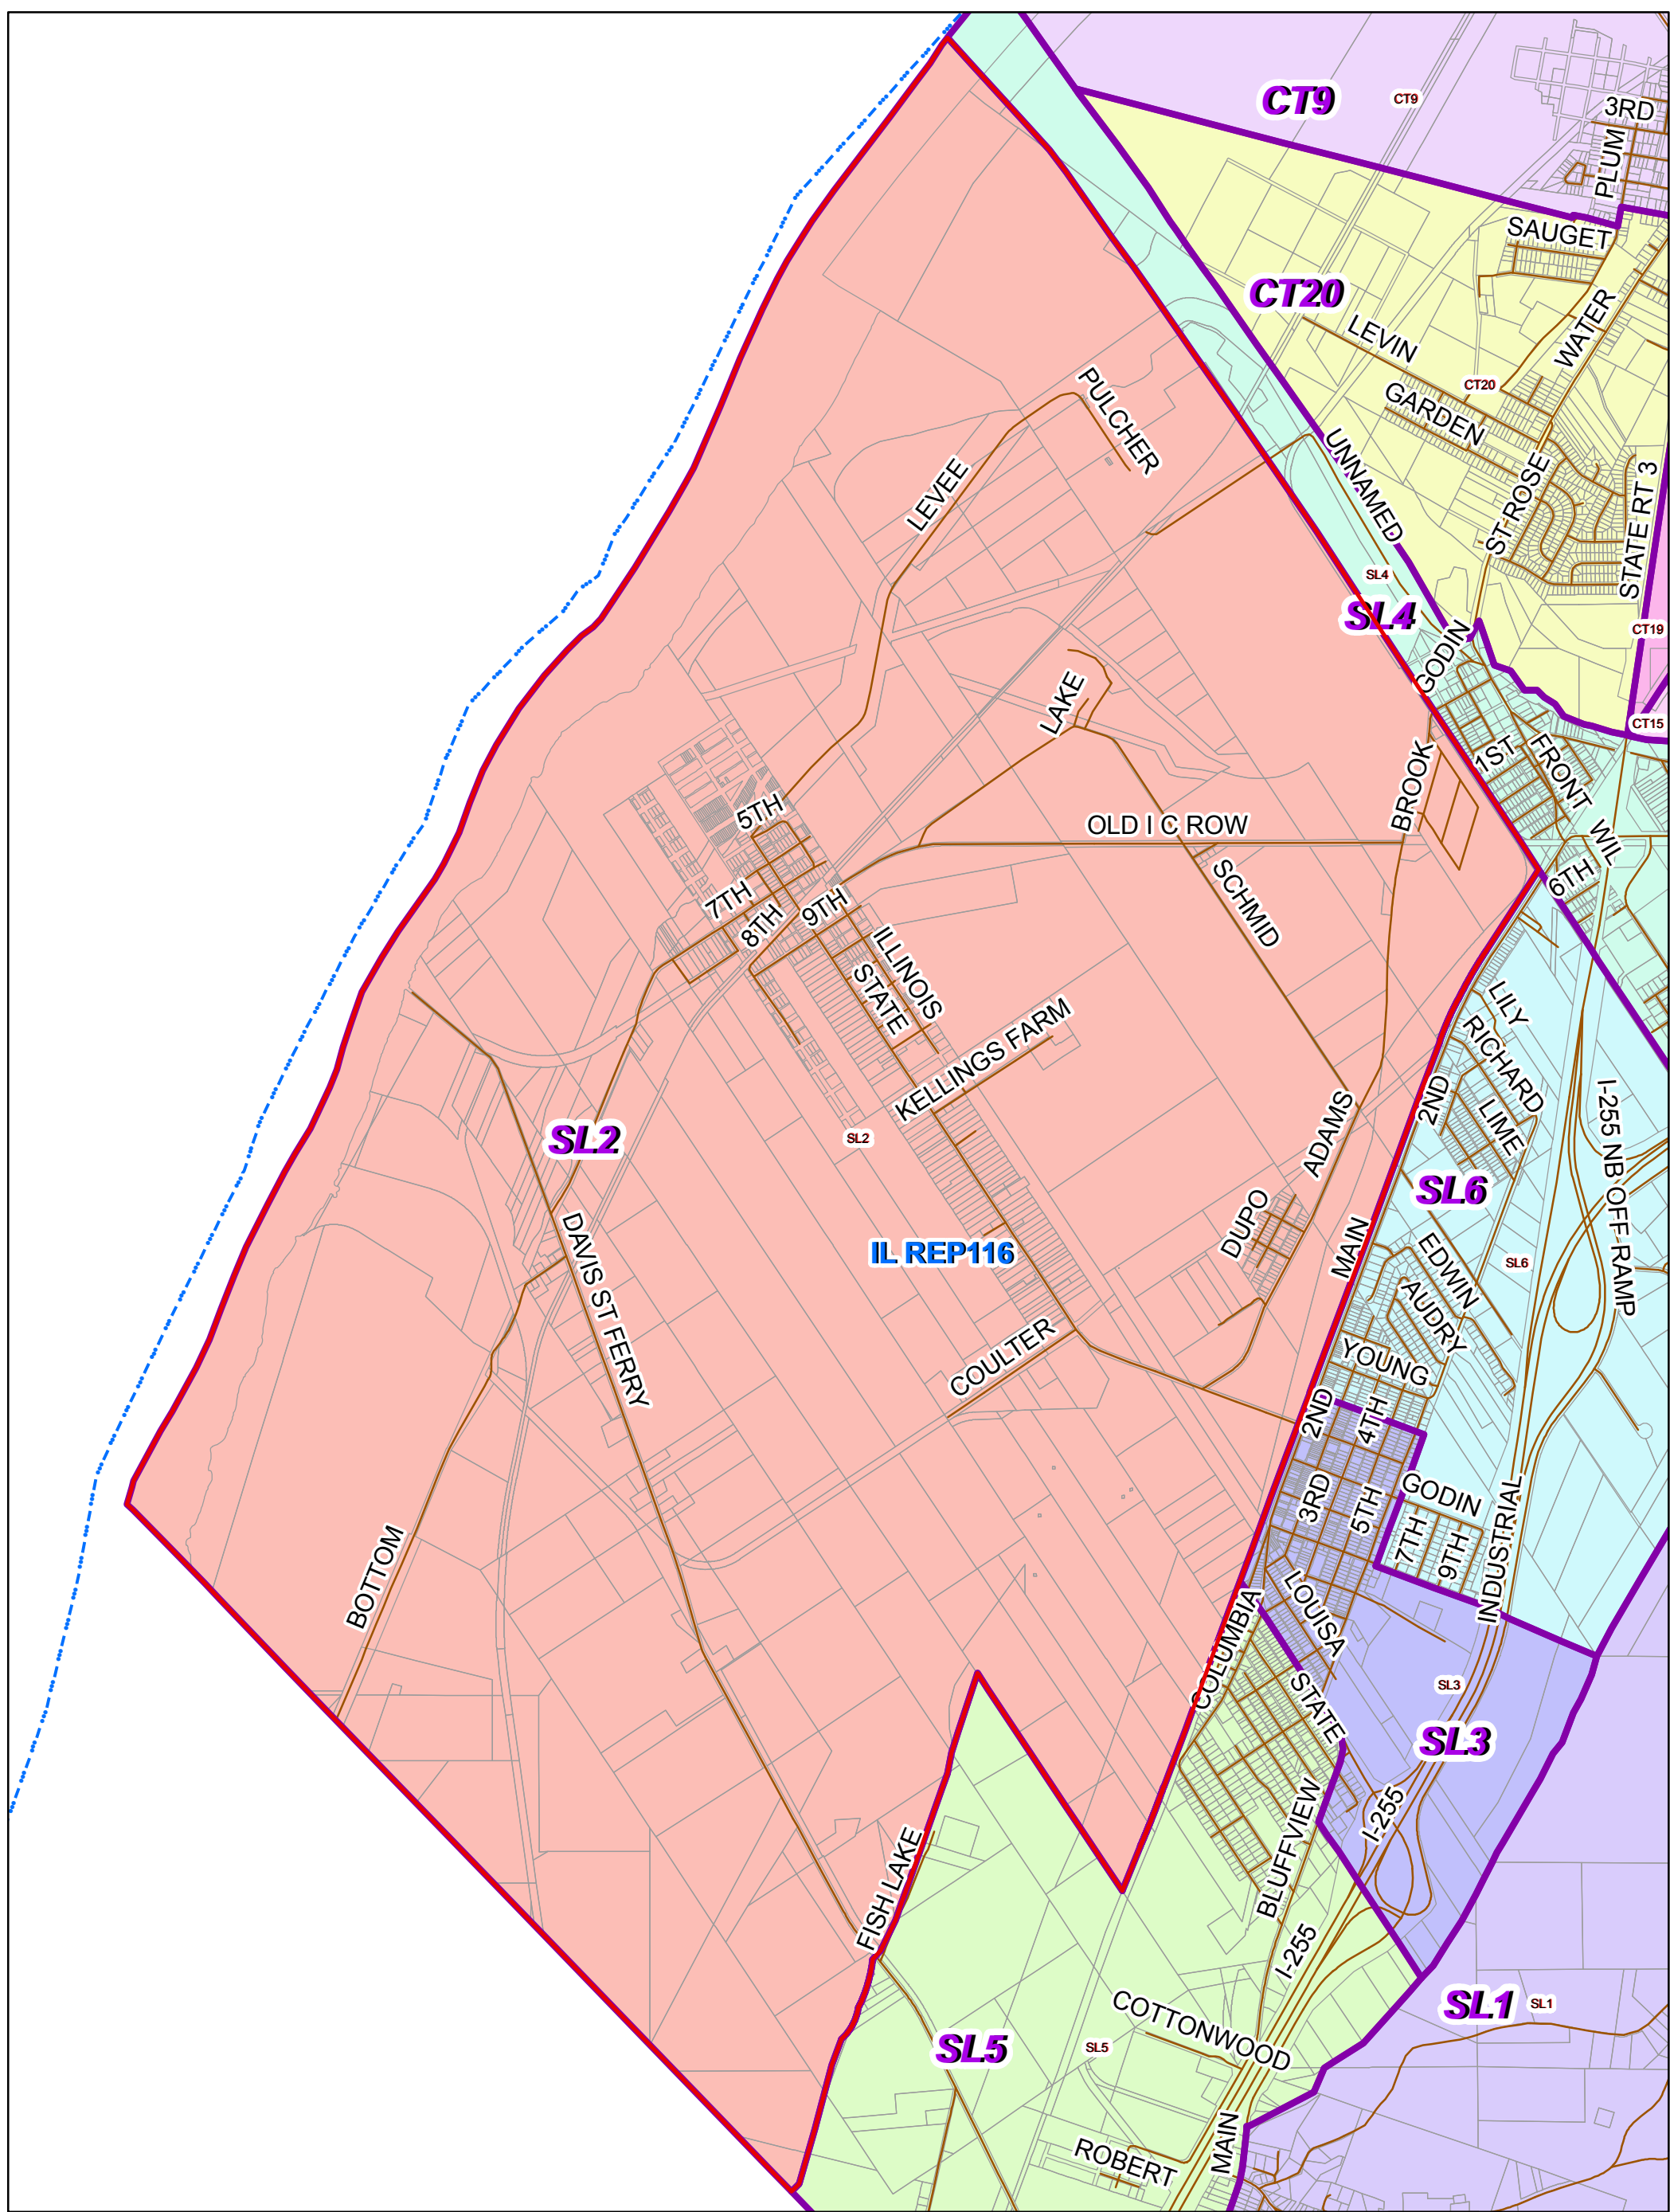 CT9
CT9
3RD
PLUM
SAUGET
CT20
WATER
LEVIN
CT20
GARDEN
PULCHER
UNNAMED
LEVEE
ST ROSE
STATE RT 3
SL4
SL4
CT19
GODIN
LAKE
CT15
1ST
FRONT
BROOK
5TH
OLD I C ROW
WIL
6TH
7TH
8TH
9TH
SCHMID
ILLINOIS
STATE
LILY
RICHARD
KELLINGS FARM
2ND
LIME
I-255 NB OFF RAMP
SL2
SL2
ADAMS
SL6
DUPO
MAIN
IL REP116
EDWIN
SL6
DAVIS ST FERRY
AUDRY
COULTER
YOUNG
2ND
4TH
3RD
5TH
GODIN
7TH
9TH
INDUSTRIAL
BOTTOM
COLUMBIA
LOUISA
STATE
SL3
SL3
FISH LAKE
BLUFFVIEW
I-255
I-255
SL1
SL1
COTTONWOOD
SL5
SL5
ROBERT
MAIN